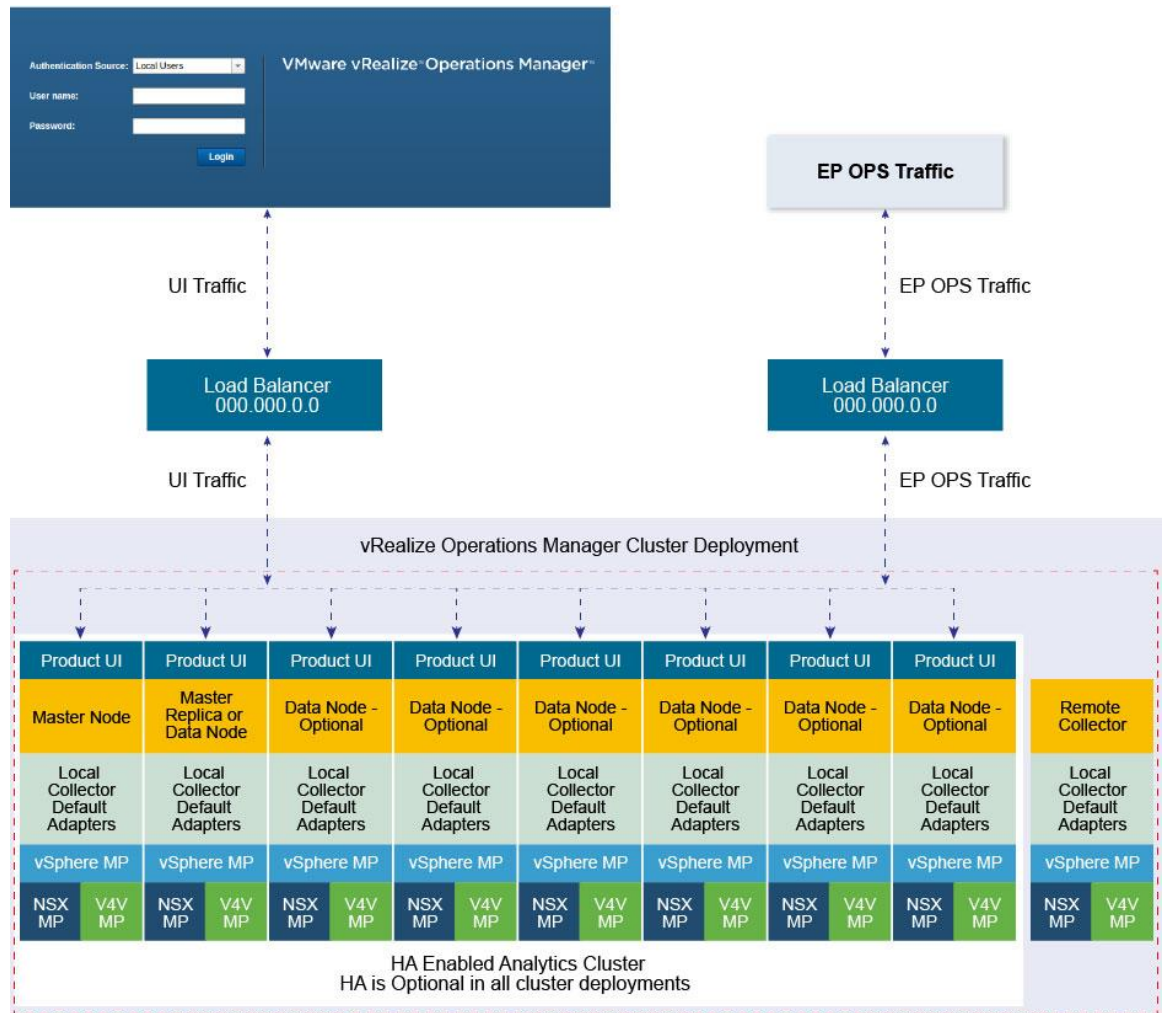 Authentication Source: Local Users
VMware vRealize™ Operations Manager™
User name:
Password:
Login
EP OPS Traffic
UI Traffic
EP OPS Traffic
Load Balancer
000.000.0.0
Load Balancer
000.000.0.0
UI Traffic
EP OPS Traffic
vRealize Operations Manager Cluster Deployment
Product UI
Product UI
Product UI
Product UI
Product UI
Product UI
Product UI
Product UI
Master Node
Master
Replica or
Data Node
Data Node -
Optional
Data Node -
Optional
Data Node -
Optional
Data Node -
Optional
Data Node -
Optional
Data Node -
Optional
Remote
Collector
Local
Collector
Default
Adapters
Local
Collector
Default
Adapters
Local
Collector
Default
Adapters
Local
Collector
Default
Adapters
Local
Collector
Default
Adapters
Local
Collector
Default
Adapters
Local
Collector
Default
Adapters
Local
Collector
Default
Adapters
Local
Collector
Default
Adapters
vSphere MP
vSphere MP
vSphere MP
vSphere MP
vSphere MP
vSphere MP
vSphere MP
vSphere MP
vSphere MP
NSX
MP
V4V
MP
NSX
MP
V4V
MP
NSX
MP
V4V
MP
NSX
MP
V4V
MP
NSX
MP
V4V
MP
NSX
MP
V4V
MP
NSX
MP
V4V
MP
NSX
MP
V4V
MP
NSX
MP
V4V
MP
HA Enabled Analytics Cluster
HA is Optional in all cluster deployments